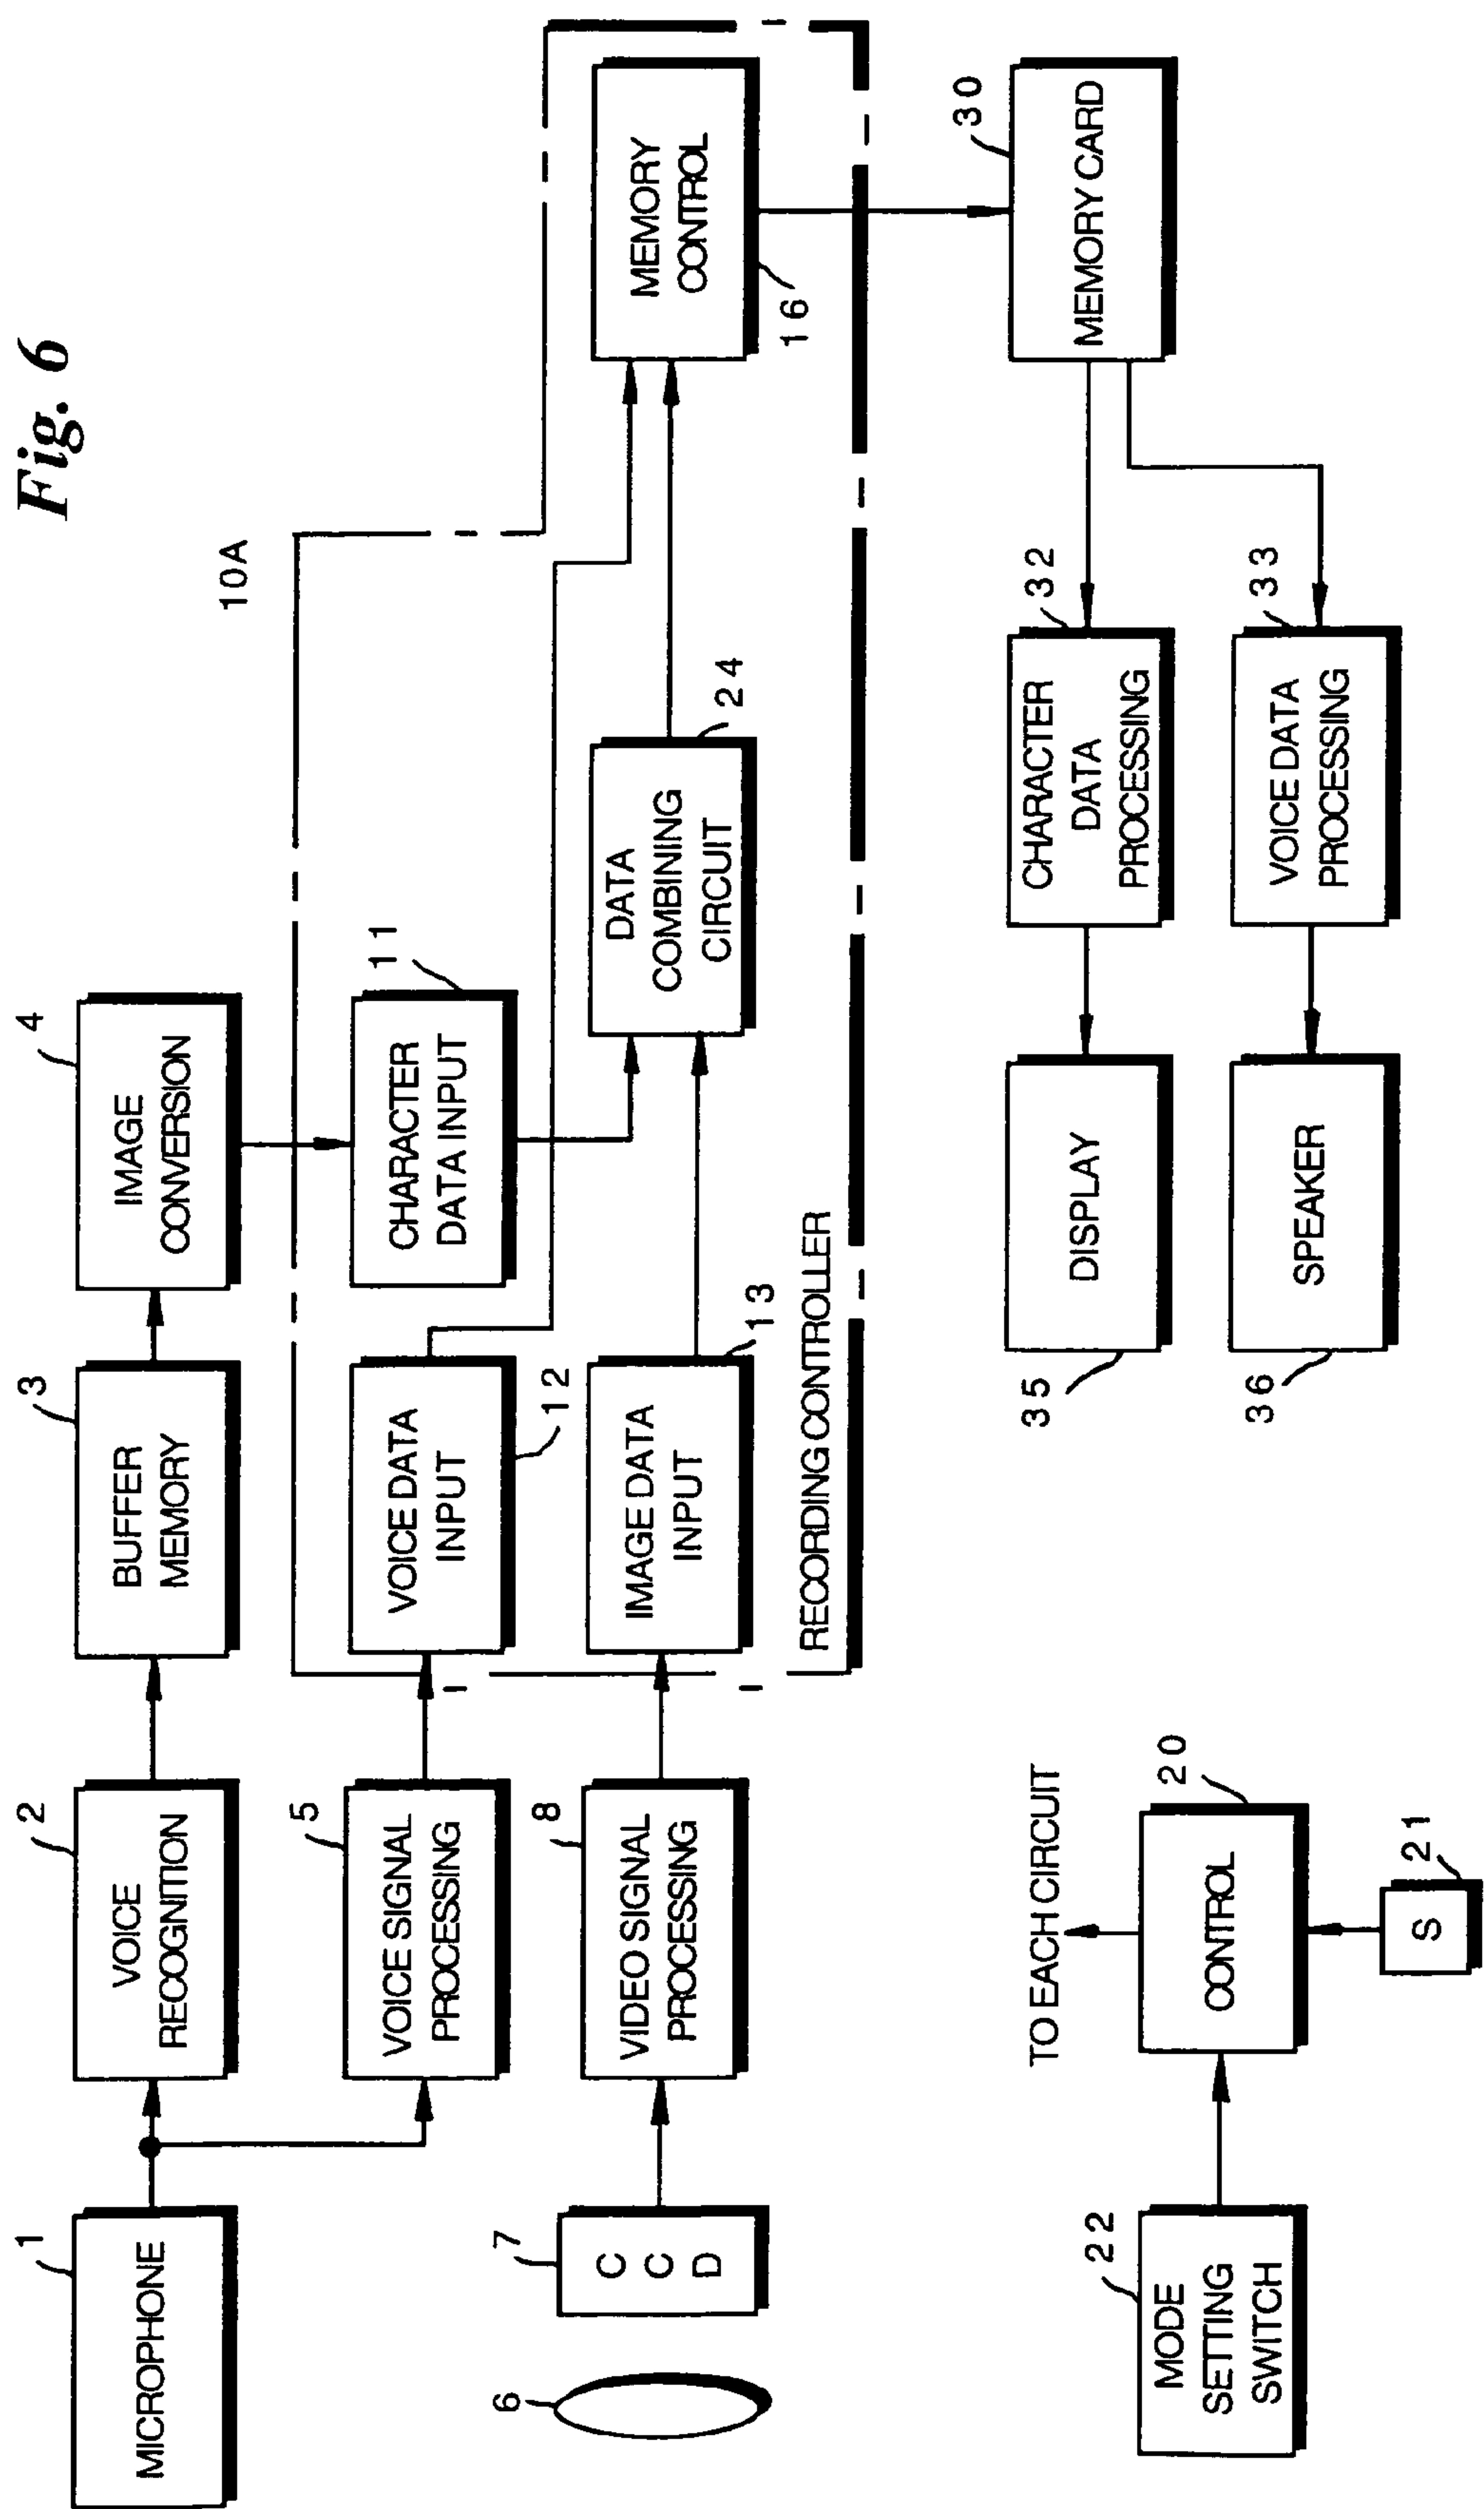 Fig. 6
1
MICROPHONE
2
VOICE
RECOGNITION
3
BUFFER
MEMORY
4
IMAGE
CONVERSION
10A
5
VOICE SIGNAL
PROCESSING
12
VOICE DATA
INPUT
11
CHARACTER
DATA INPUT
6
7
C
C
D
8
VIDEO SIGNAL
PROCESSING
13
IMAGE DATA
INPUT
24
DATA
COMBINING
CIRCUIT
16
MEMORY
CONTROL
RECORDING CONTROLLER
30
MEMORY CARD
22
MODE
SETTING
SWITCH
TO EACH CIRCUIT
20
CONTROL
21
S
35
DISPLAY
32
CHARACTER
DATA
PROCESSING
36
SPEAKER
33
VOICE DATA
PROCESSING